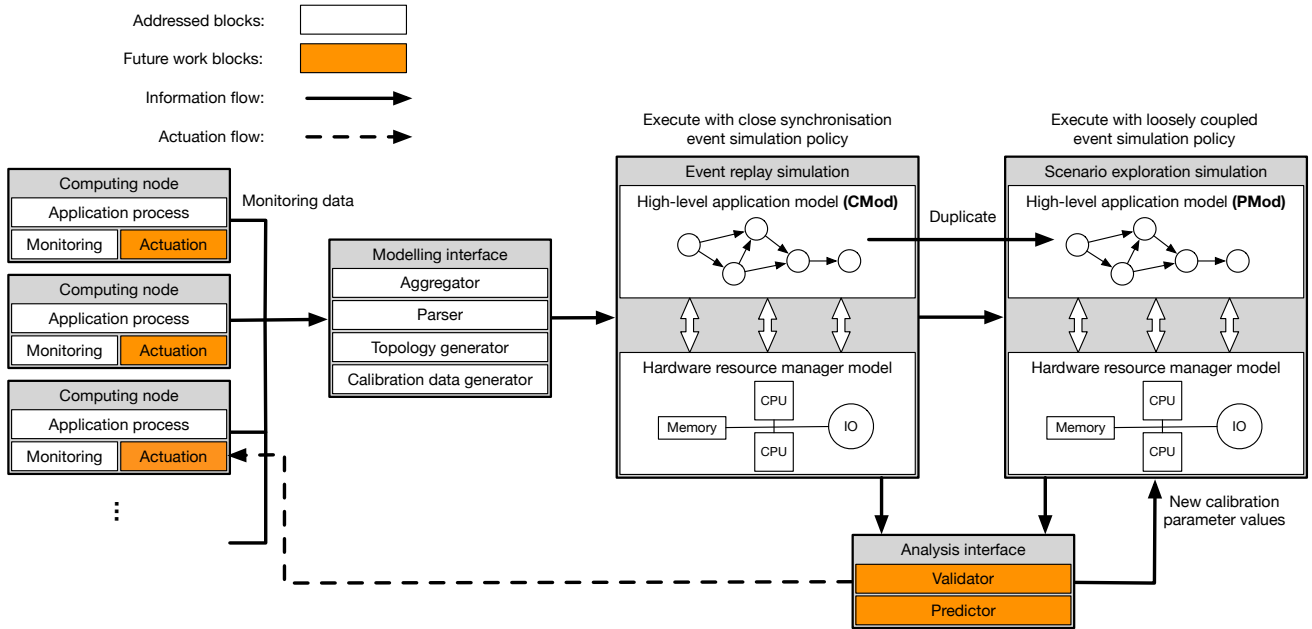 Addressed blocks:
Future work blocks:
Information flow:
Actuation flow:
Computing node
Application process
Monitoring
Actuation
Computing node
Application process
Monitoring
Actuation
Computing node
Application process
Monitoring
Actuation
...
Monitoring data
Modelling interface
Aggregator
Parser
Topology generator
Calibration data generator
Execute with close synchronisation
event simulation policy
Event replay simulation
High-level application model (CMod)
Hardware resource manager model
CPU
Memory
IO
CPU
Duplicate
Execute with loosely coupled
event simulation policy
Scenario exploration simulation
High-level application model (PMod)
Hardware resource manager model
CPU
Memory
IO
CPU
New calibration
parameter values
Analysis interface
Validator
Predictor